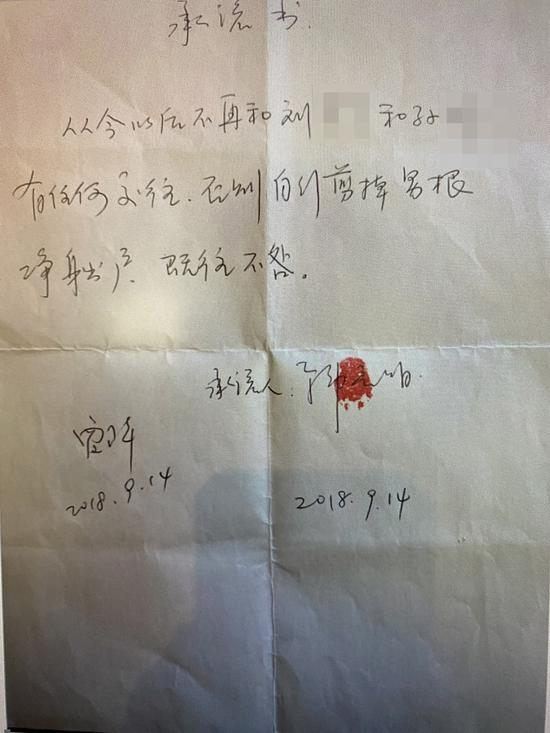 承诺书.
从今以后不再和刘 和孙
有任何交往.否则自行剪掉男根
净身出户.既往不咎。
承诺人:
2018.9.14
2018.9.14